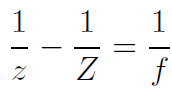 1/z − 1/Z = 1/f